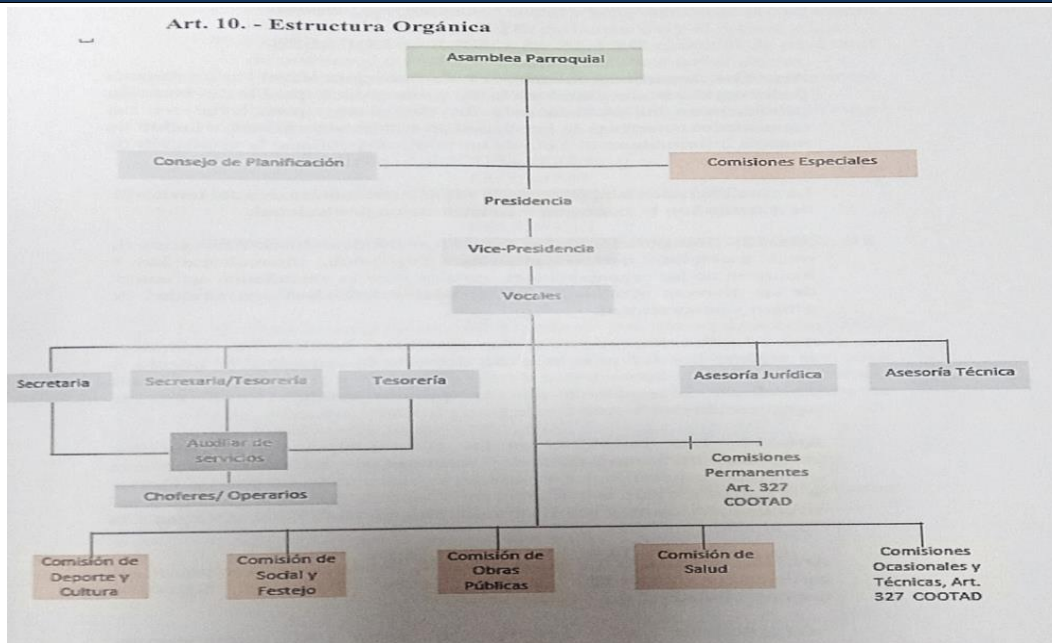 Art. 10. - Estructura Orgánica
Asamblea Parroquial
Consejo de Planificación
Comisiones Especiales
Presidencia
Vice-Presidencia
Vocales
Secretaria
Secretaria/Tesorería
Tesorería
Asesoría Jurídica
Asesoría Técnica
Auxiliar de
servicios
Choferes/ Operarios
Comisiones
Permanentes
Art. 327
COOTAD
Comisión de
Deporte y
Cultura
Comisión de
Social y
Festejo
Comisión de
Obras
Públicas
Comisión de
Salud
Comisiones
Ocasionales y
Técnicas, Art.
327 COOTAD